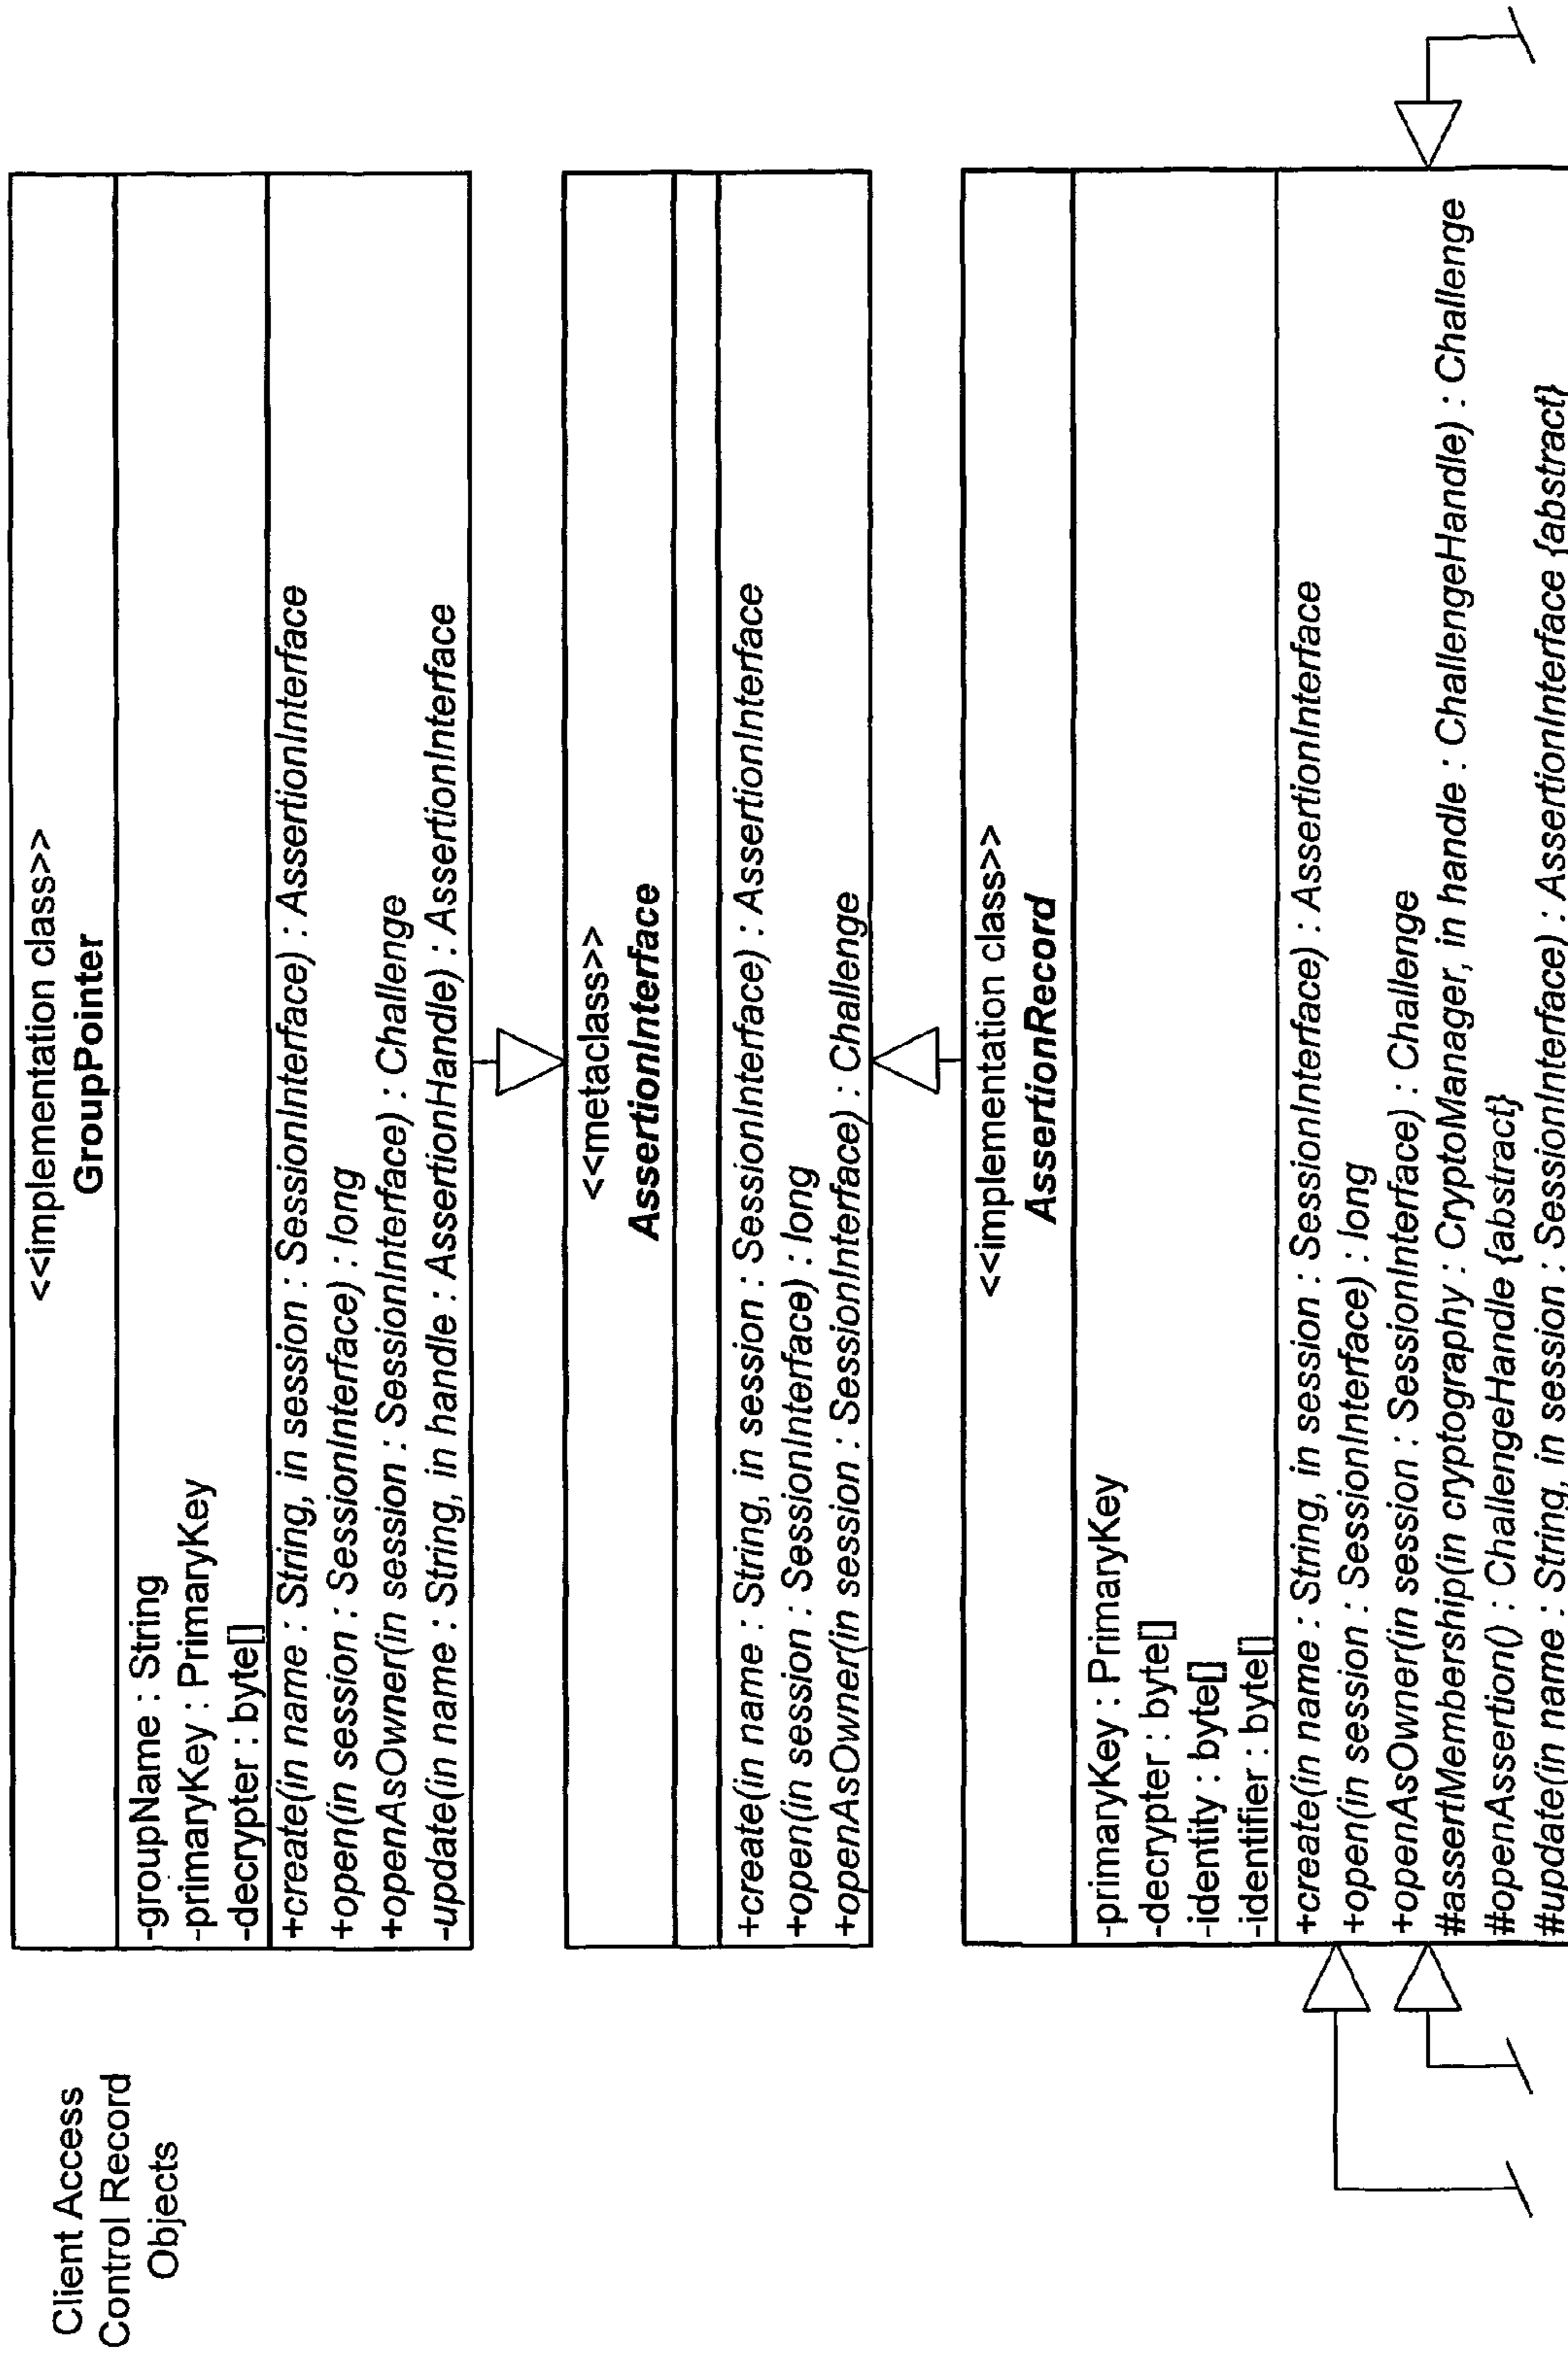 Client Access
Control Record
Objects
<<implementation class>>
GroupPointer
-groupName : String
-primaryKey : PrimaryKey
-decrypter : byte[]
+create(in name : String, in session : SessionInterface) : AssertionInterface
+open(in session : SessionInterface) : long
+openAsOwner(in session : SessionInterface) : Challenge
-update(in name : String, in handle : AssertionHandle) : AssertionInterface
<<metaclass>>
AssertionInterface
+create(in name : String, in session : SessionInterface) : AssertionInterface
+open(in session : SessionInterface) : long
+openAsOwner(in session : SessionInterface) : Challenge
<<implementation class>>
AssertionRecord
-primaryKey : PrimaryKey
-decrypter : byte[]
-identity : byte[]
-identifier : byte[]
+create(in name : String, in session : SessionInterface) : AssertionInterface
+open(in session : SessionInterface) : long
+openAsOwner(in session : SessionInterface) : Challenge
#assertMembership(in cryptography : CryptoManager, in handle : ChallengeHandle) : Challenge
#openAssertion() : ChallengeHandle {abstract}
#update(in name : String, in session : SessionInterface) : AssertionInterface {abstract}